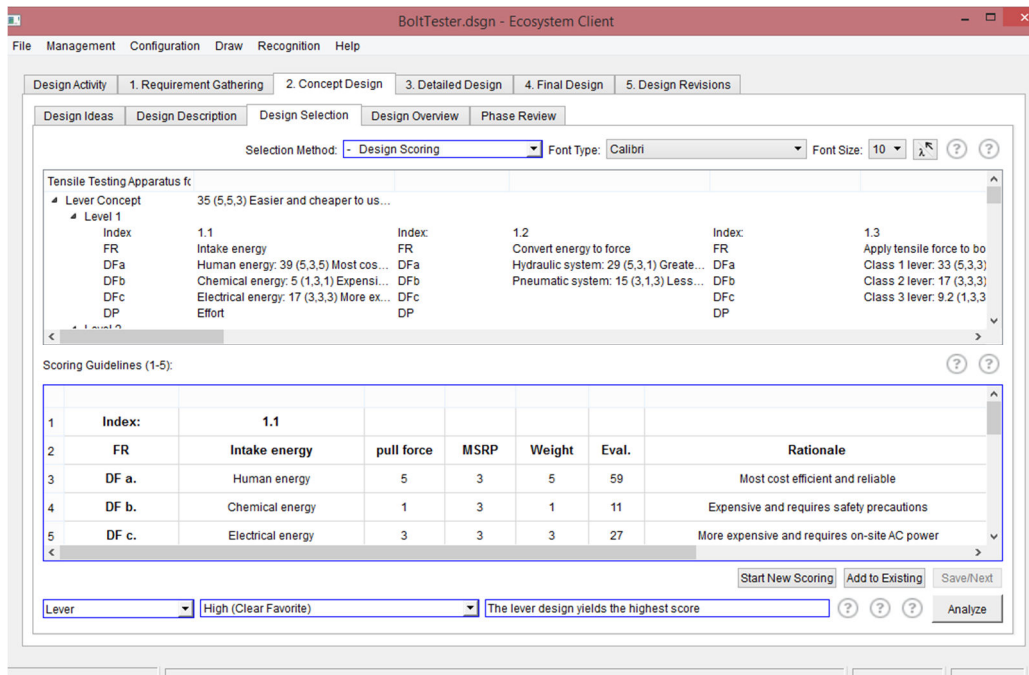 BoltTester.dsgn - Ecosystem Client
File Management Configuration Draw Recognition Help
Design Activity 1. Requirement Gathering 2. Concept Design 3. Detailed Design 4. Final Design 5. Design Revisions
Design Ideas Design Description Design Selection Design Overview Phase Review
Selection Method: - Design Scoring Font Type: Calibri Font Size: 10 λ ? ?
Tensile Testing Apparatus fo
Lever Concept 35 (5,5,3) Easier and cheaper to us...
Level 1
Index 1.1 Index: 1.2 Index: 1.3
FR Intake energy FR Convert energy to force FR Apply tensile force to bo
DFa Human energy: 39 (5,3,5) Most cos... DFa Hydraulic system: 29 (5,3,1) Greate... DFa Class 1 lever: 33 (5,3,3)
DFb Chemical energy: 5 (1,3,1) Expensi... DFb Pneumatic system: 15 (3,1,3) Less... DFb Class 2 lever: 17 (3,3,3)
DFc Electrical energy: 17 (3,3,3) More ex... DFc DFc Class 3 lever: 9.2 (1,3,3
DP Effort DP DP
Scoring Guidelines (1-5): ? ?
1 Index: 1.1
2 FR Intake energy pull force MSRP Weight Eval. Rationale
3 DF a. Human energy 5 3 5 59 Most cost efficient and reliable
4 DF b. Chemical energy 1 3 1 11 Expensive and requires safety precautions
5 DF c. Electrical energy 3 3 3 27 More expensive and requires on-site AC power
Start New Scoring Add to Existing Save/Next
Lever High (Clear Favorite) The lever design yields the highest score ? ? ? Analyze